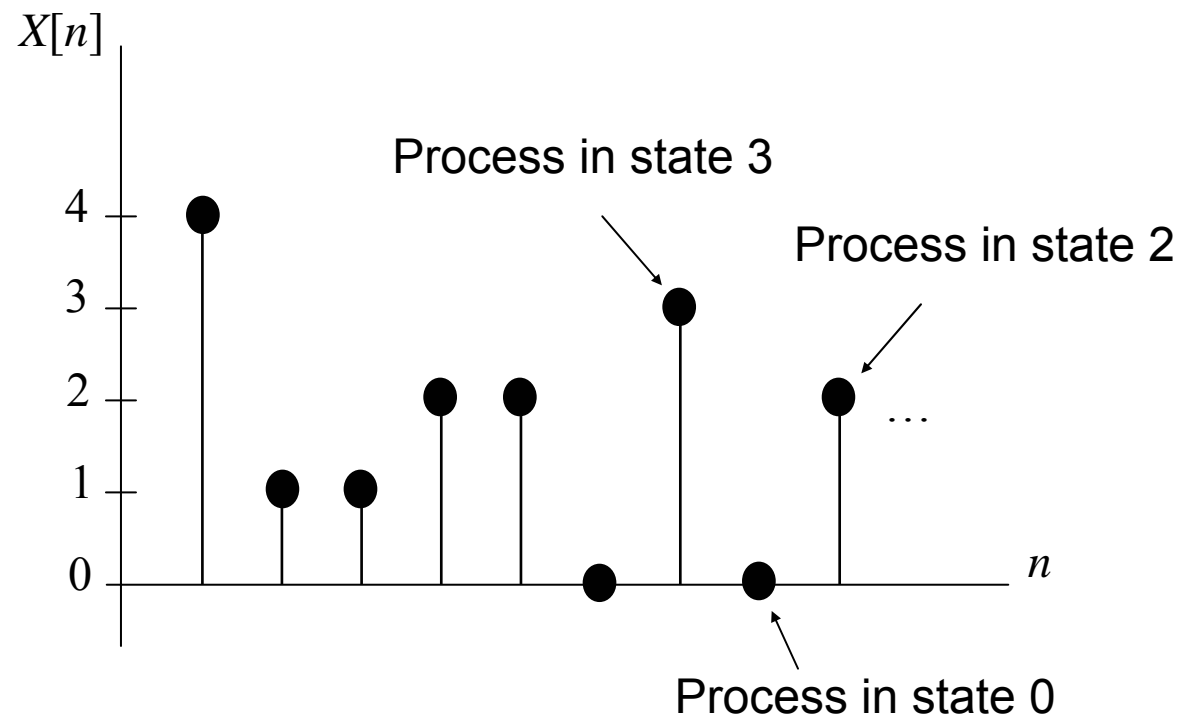 X[n]
Process in state 3
4
Process in state 2
3
2
...
1
0
n
Process in state 0